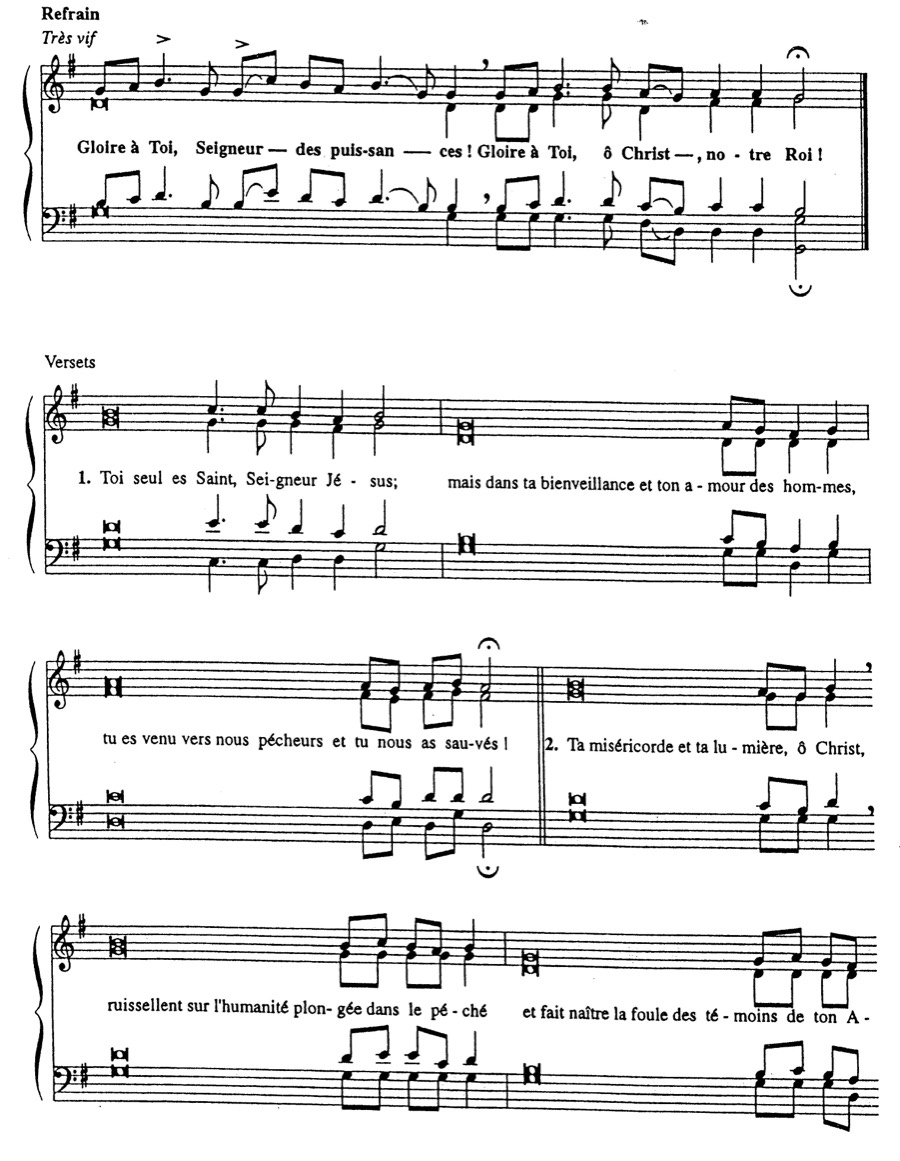 Refrain
Très vif
Gloire à Toi, Seigneur — des puis-san — ces ! Gloire à Toi, ô Christ —, no - tre Roi !
Versets
1. Toi seul es Saint, Sei-gneur Jé - sus; mais dans ta bienveillance et ton a - mour des hom-mes,
tu es venu vers nous pécheurs et tu nous as sau-vés ! 2. Ta miséricorde et ta lu - mière, ô Christ,
ruissellent sur l'humanité plon- gée dans le pé - ché et fait naître la foule des té - moins de ton A -